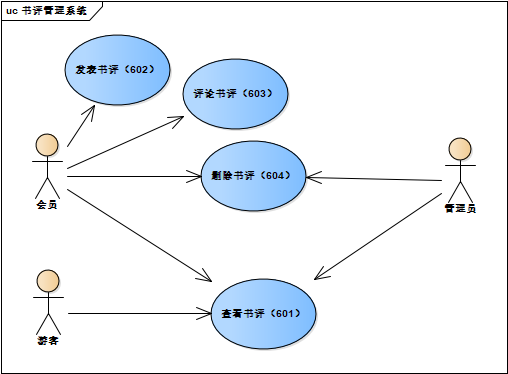 uc 书评管理系统
发表书评（602）
评论书评（603）
删除书评（604）
会员
管理员
查看书评（601）
游客